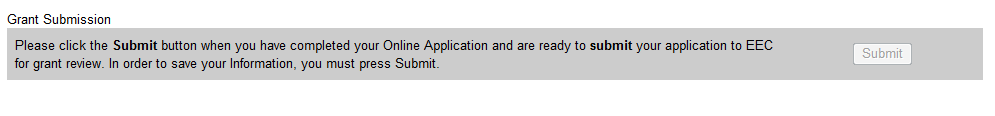 Grant Submission
Please click the Submit button when you have completed your Online Application and are ready to submit your application to EEC
for grant review. In order to save your Information, you must press Submit.
Submit